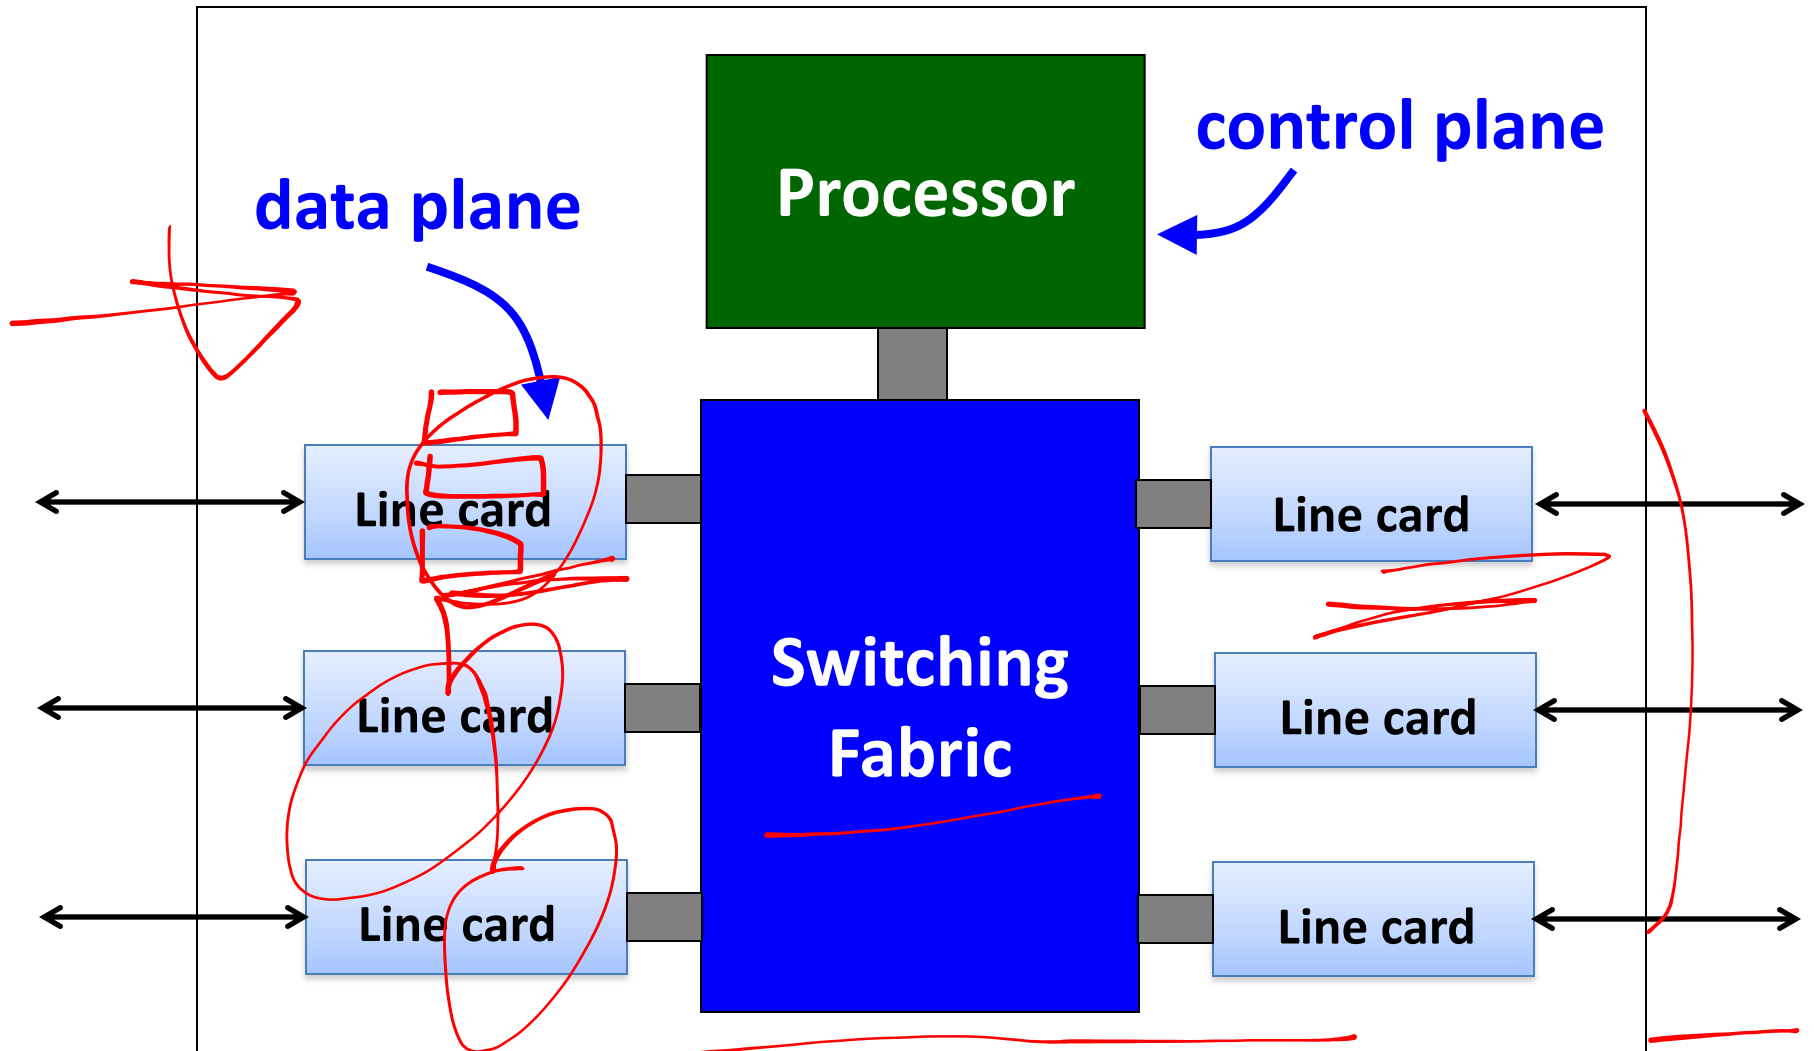 control plane
Processor
data plane
Line card
Line card
Switching
Fabric
Line card
Line card
Line card
Line card